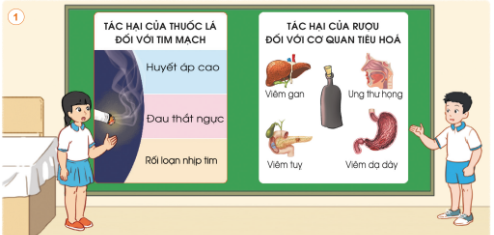 1
TÁC HẠI CỦA THUỐC LÁ
ĐỐI VỚI TIM MẠCH
Huyết áp cao
Đau thắt ngực
Rối loạn nhịp tim
TÁC HẠI CỦA RƯỢU
ĐỐI VỚI CƠ QUAN TIÊU HOÁ
Viêm gan
Ung thư họng
Viêm tuỵ
Viêm dạ dày